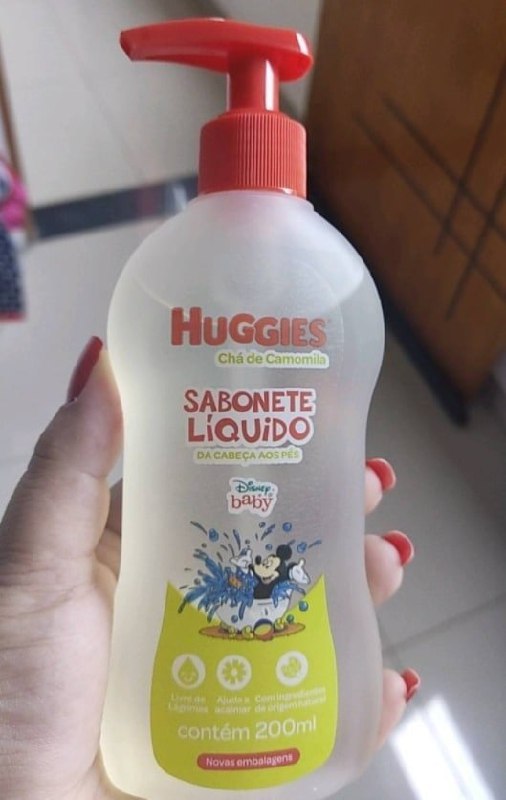 HUGGIES
Chá de Camomila
SABONETE
LÍQUIDO
DA CABEÇA AOS PÉS
Disney
baby
Livre de
Lágrimas
Ajuda a
acalmar
Com ingredientes
de origem natural
contém 200ml
Novas embalagens